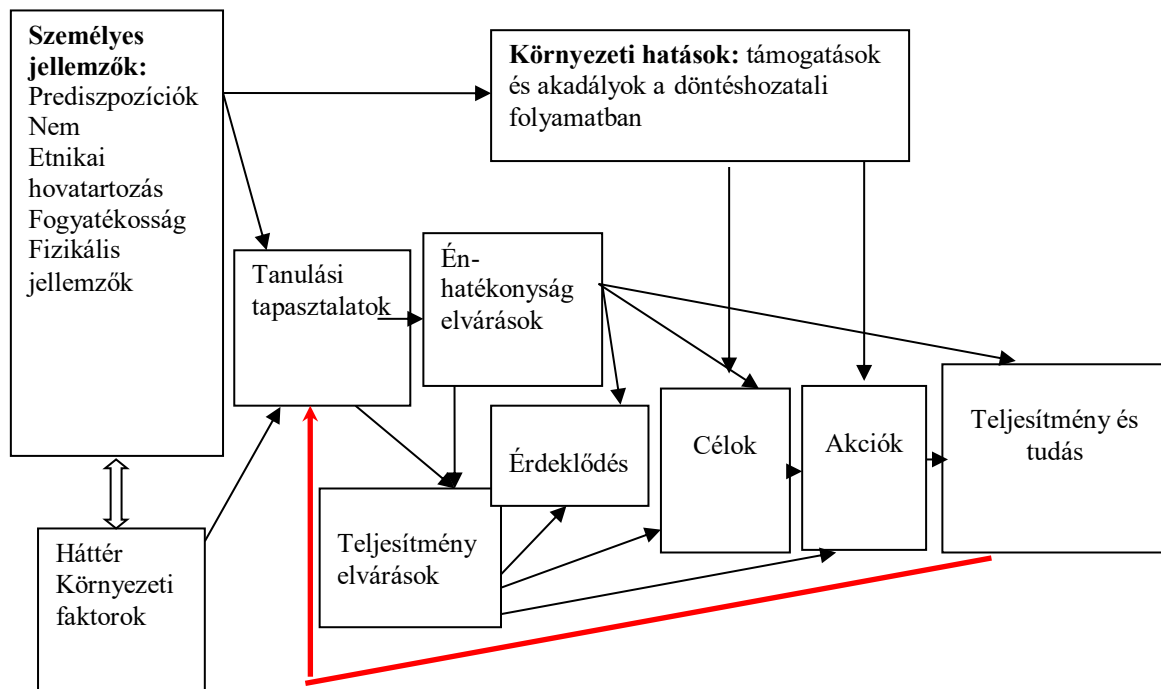 Személyes
jellemzők:
Prediszpozíciók
Nem
Etnikai
hovatartozás
Fogyatékosság
Fizikális
jellemzők
Környezeti hatások: támogatások
és akadályok a döntéshozatali
folyamatban
Tanulási
tapasztalatok
Én-
hatékonyság
elvárások
Érdeklődés
Célok
Akciók
Teljesítmény és
tudás
Teljesítmény
elvárások
Háttér
Környezeti
faktorok